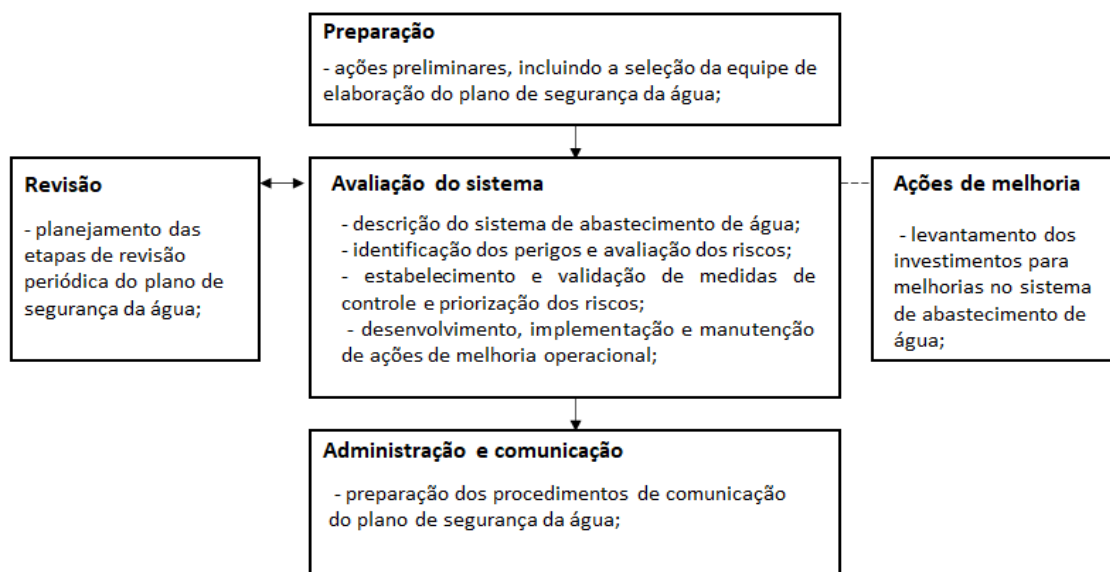 Preparação
- ações preliminares, incluindo a seleção da equipe de
elaboração do plano de segurança da água;
Revisão
- planejamento das
etapas de revisão
periódica do plano de
segurança da água;
Avaliação do sistema
- descrição do sistema de abastecimento de água;
- identificação dos perigos e avaliação dos riscos;
- estabelecimento e validação de medidas de
controle e priorização dos riscos;
- desenvolvimento, implementação e manutenção
de ações de melhoria operacional;
Ações de melhoria
- levantamento dos
investimentos para
melhorias no sistema
de abastecimento de
água;
Administração e comunicação
- preparação dos procedimentos de comunicação
do plano de segurança da água;